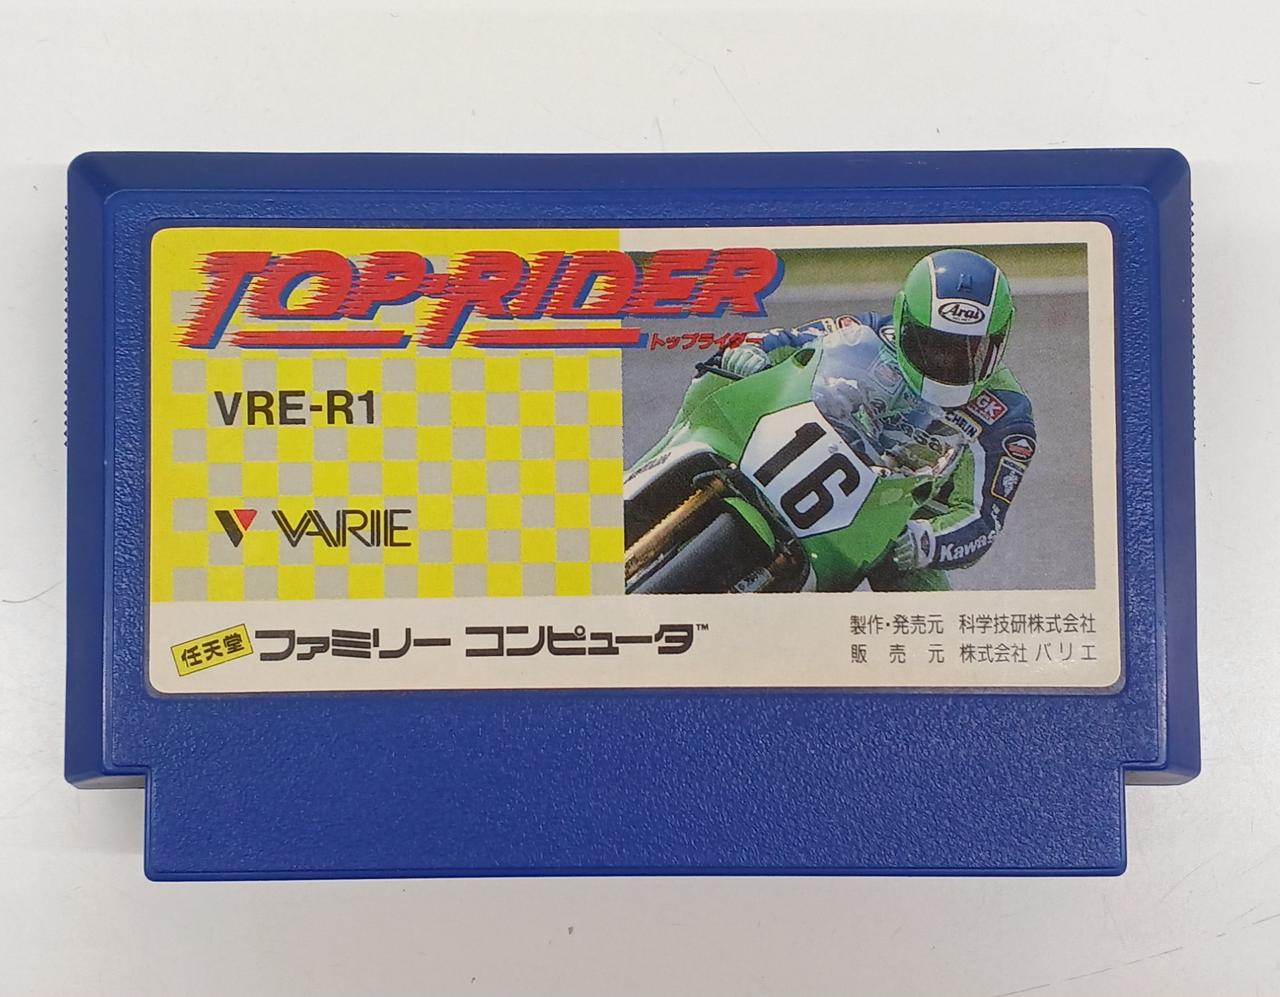 TOP-RIDER
トップライダー
VRE-R1
VARIE
Arai
GK
16
Kawas
任天堂 ファミリー コンピュータ™
製作・発売元 科学技研株式会社
販売元 株式会社 バリエ